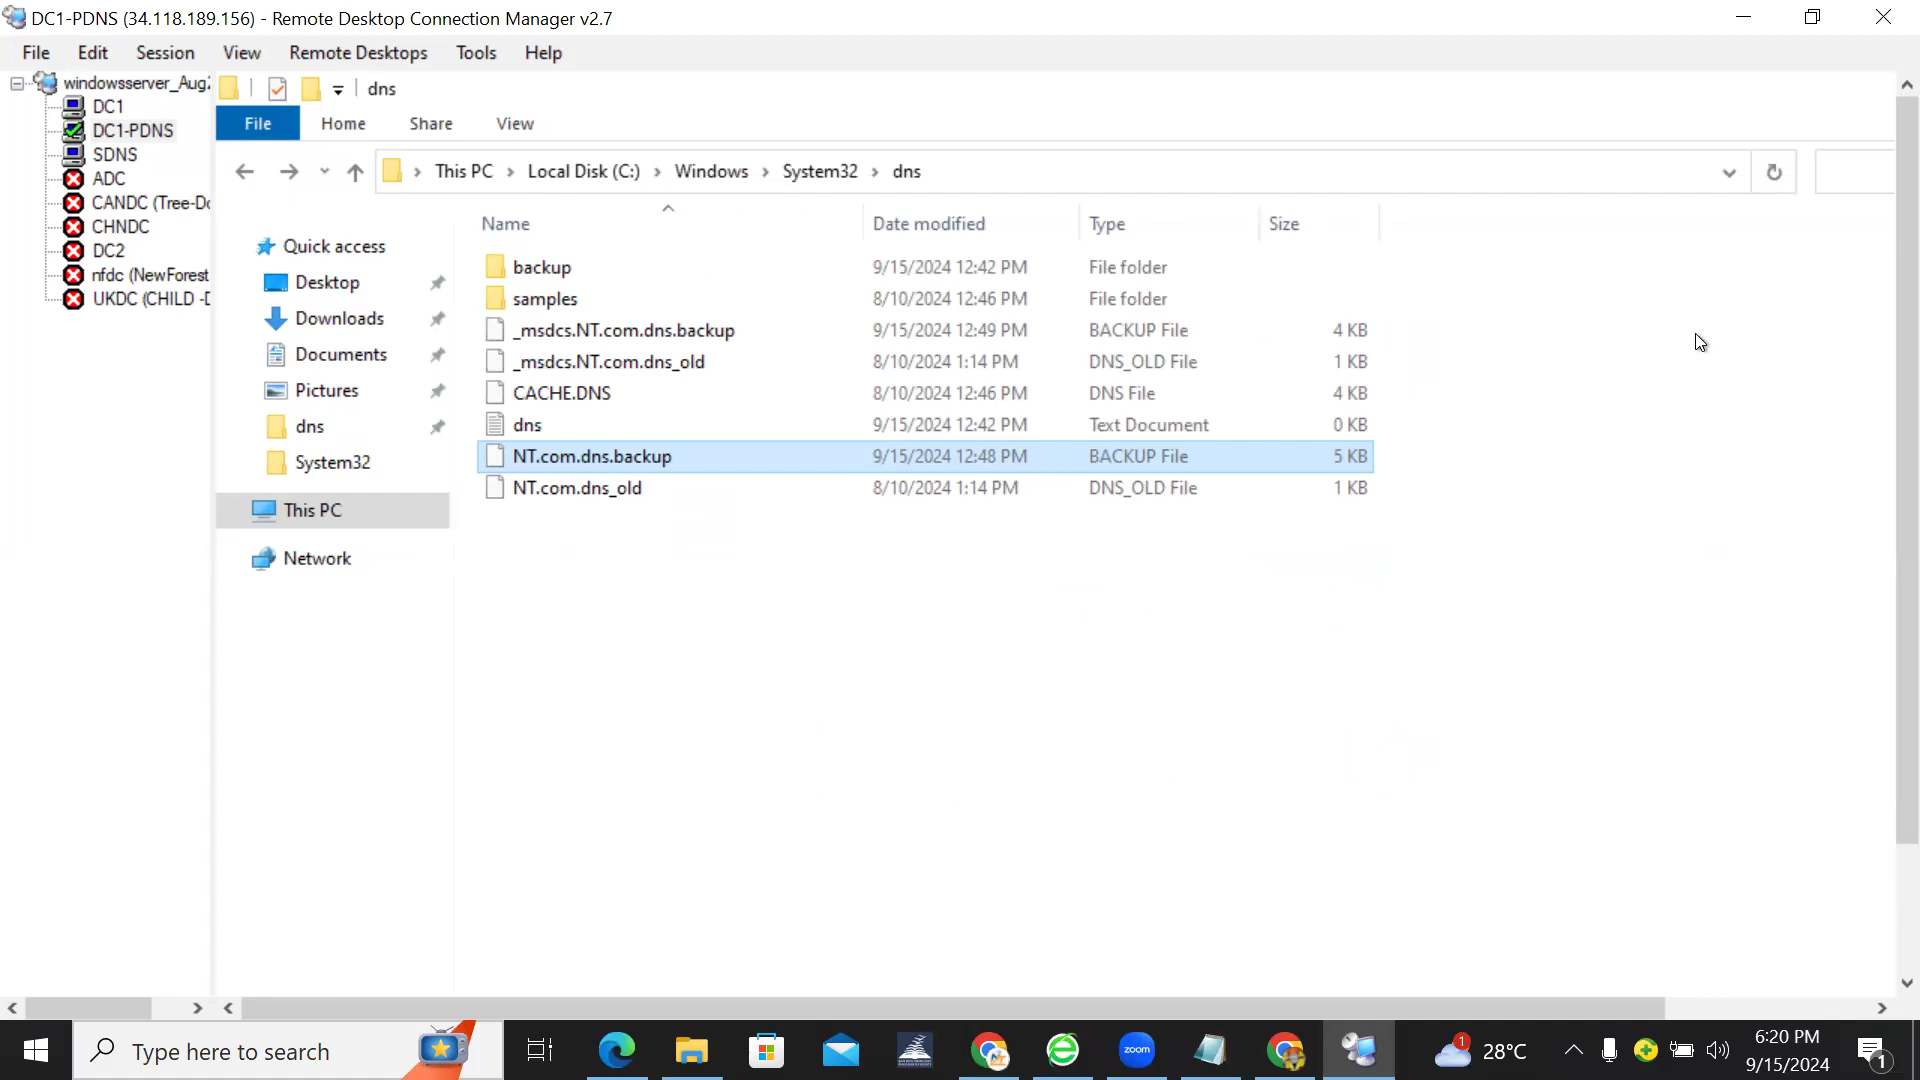 DC1-PDNS (34.118.189.156) - Remote Desktop Connection Manager v2.7
File Edit Session View Remote Desktops Tools Help
windowsserver_Aug
DC1
DC1-PDNS
SDNS
ADC
CANDC (Tree-Do
CHNDC
DC2
nfdc (NewForest
UKDC (CHILD -D
dns
File Home Share View
This PC Local Disk (C:) Windows System32 dns
Quick access
Desktop
Downloads
Documents
Pictures
dns
System32
This PC
Network
Name Date modified Type Size
backup 9/15/2024 12:42 PM File folder
samples 8/10/2024 12:46 PM File folder
_msdcs.NT.com.dns.backup 9/15/2024 12:49 PM BACKUP File 4 KB
_msdcs.NT.com.dns_old 8/10/2024 1:14 PM DNS_OLD File 1 KB
CACHE.DNS 8/10/2024 12:46 PM DNS File 4 KB
dns 9/15/2024 12:42 PM Text Document 0 KB
NT.com.dns.backup 9/15/2024 12:48 PM BACKUP File 5 KB
NT.com.dns_old 8/10/2024 1:14 PM DNS_OLD File 1 KB
Type here to search
zoom
1
28°C
6:20 PM
9/15/2024
1